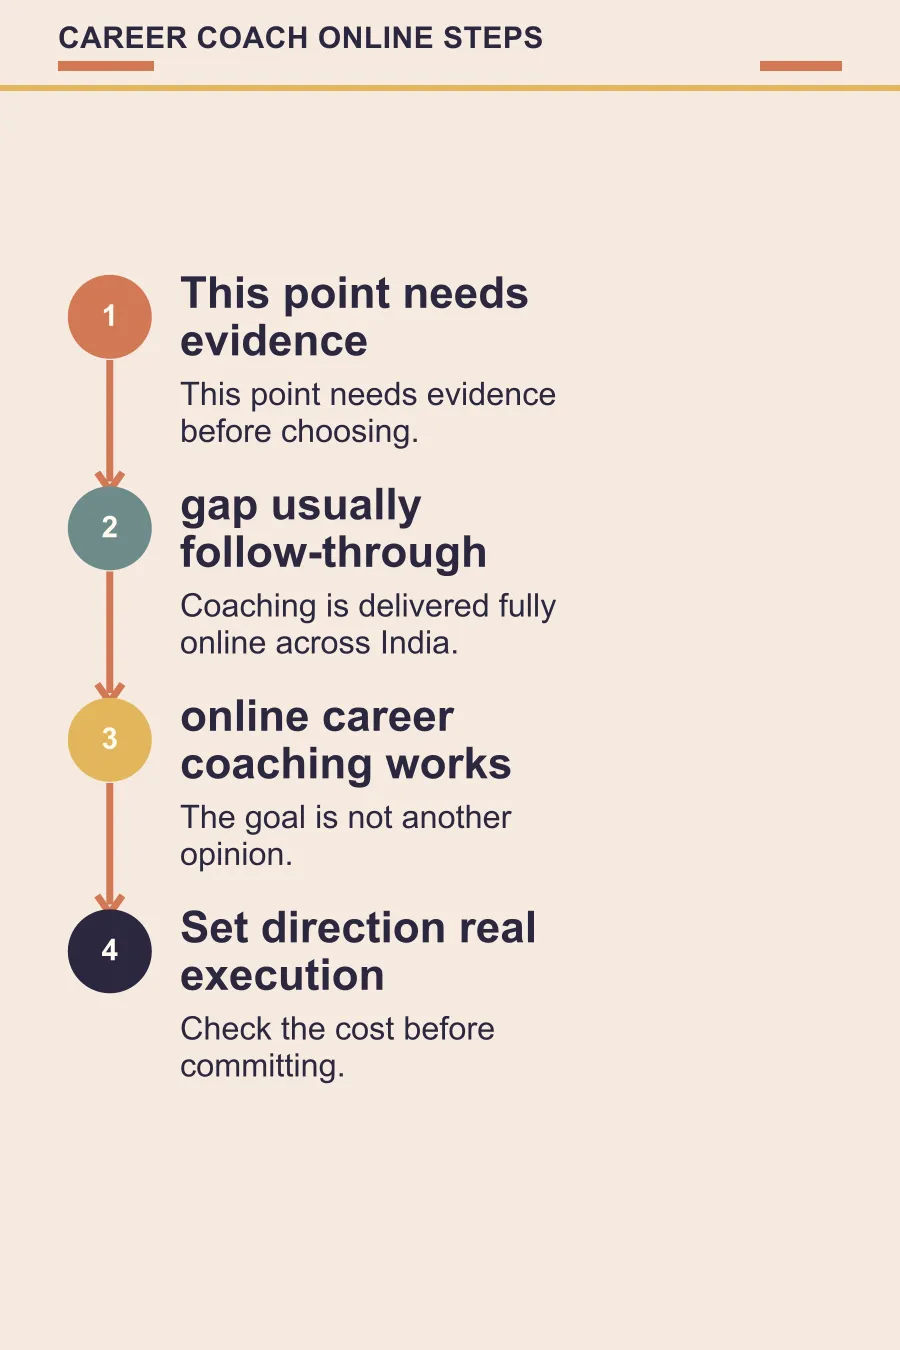 CAREER COACH ONLINE STEPS
1
This point needs
evidence
This point needs evidence
before choosing.
2
gap usually
follow-through
Coaching is delivered fully
online across India.
3
online career
coaching works
The goal is not another
opinion.
4
Set direction real
execution
Check the cost before
committing.